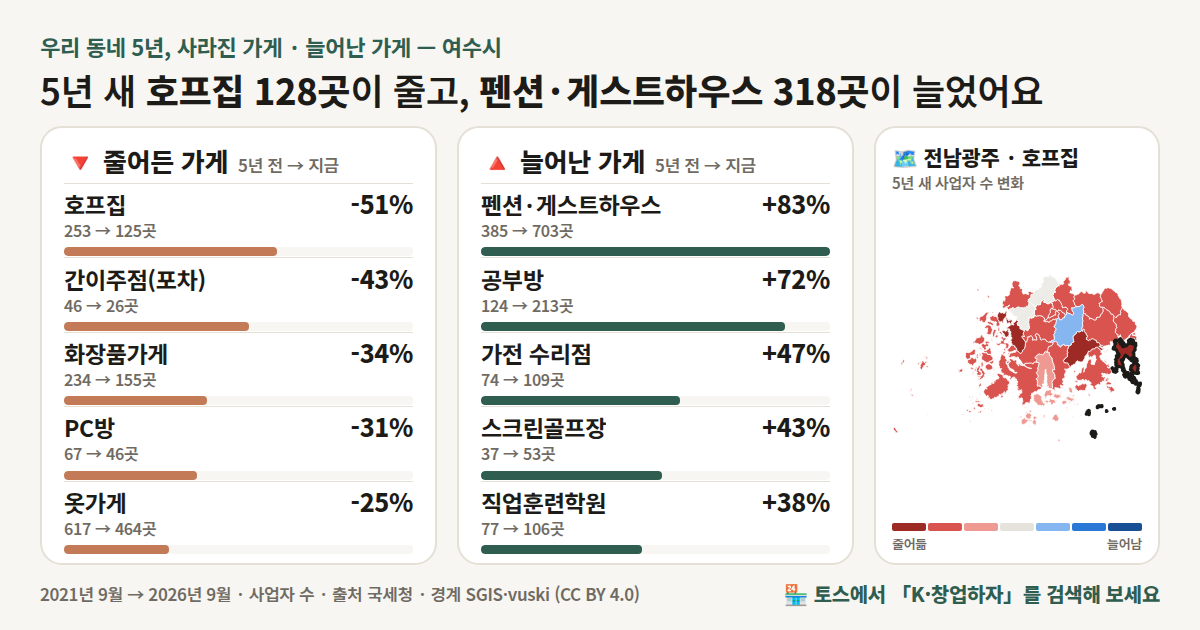 우리 동네 5년, 사라진 가게 · 늘어난 가게 — 여수시
5년 새 호프집 128곳이 줄고, 펜션·게스트하우스 318곳이 늘었어요
🔻 줄어든 가게 5년 전 → 지금
호프집 -51%
253 → 125곳
간이주점(포차) -43%
46 → 26곳
화장품가게 -34%
234 → 155곳
PC방 -31%
67 → 46곳
옷가게 -25%
617 → 464곳
🔺 늘어난 가게 5년 전 → 지금
펜션·게스트하우스 +83%
385 → 703곳
공부방 +72%
124 → 213곳
가전 수리점 +47%
74 → 109곳
스크린골프장 +43%
37 → 53곳
직업훈련학원 +38%
77 → 106곳
🗺️ 전남광주 · 호프집
5년 새 사업자 수 변화
줄어듦 늘어남
2021년 9월 → 2026년 9월 · 사업자 수 · 출처 국세청 · 경계 SGIS·vuski (CC BY 4.0)
🏪 토스에서 「K·창업하자」를 검색해 보세요